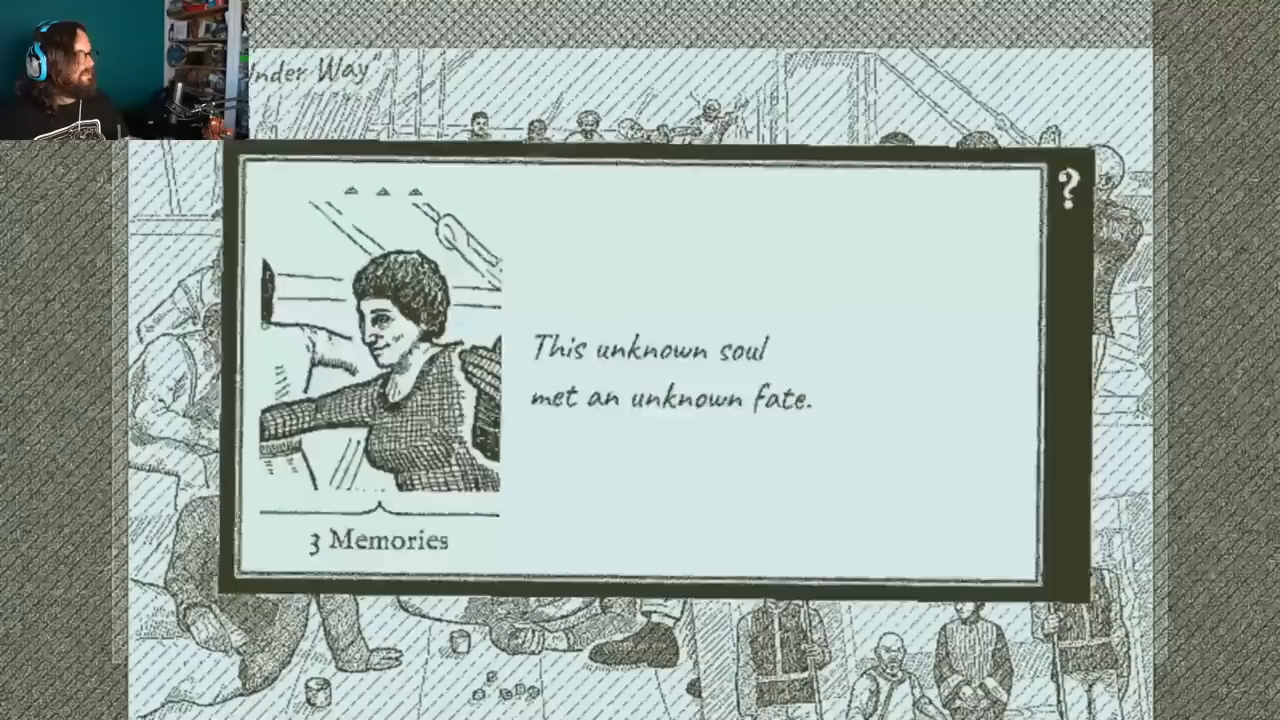 Under Way"
?
This unknown soul
met an unknown fate.
3 Memories